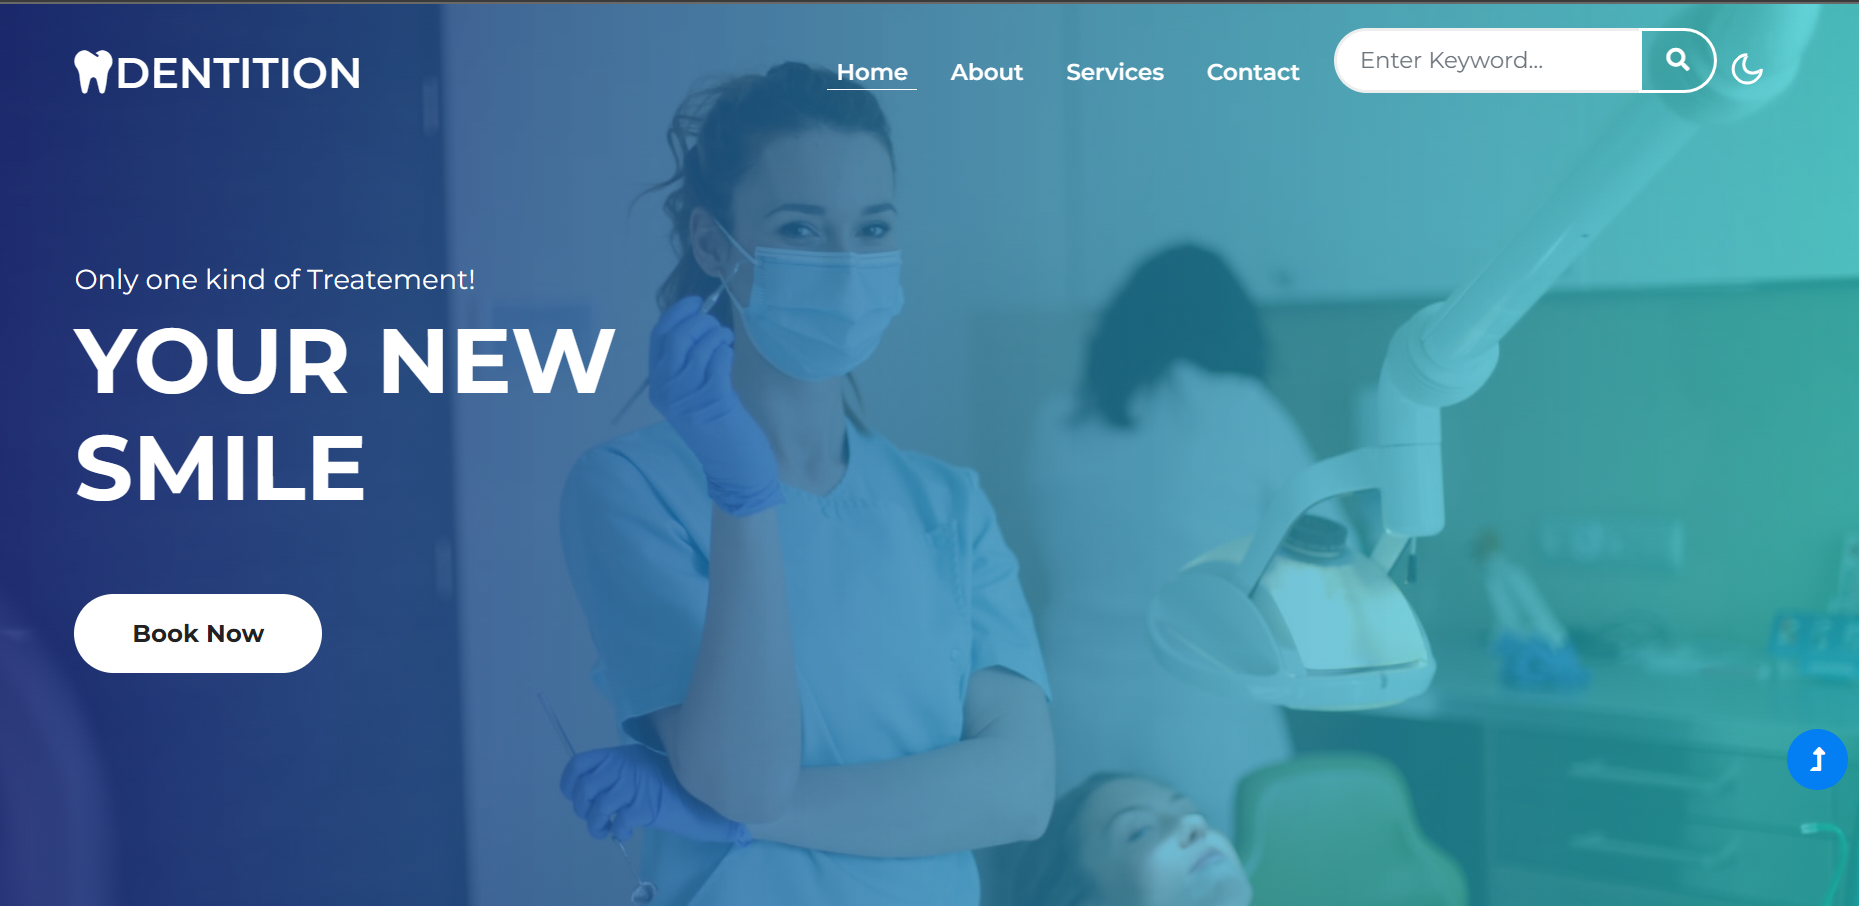 DENTITION
Home About Services Contact Enter Keyword...
Only one kind of Treatement!
YOUR NEW
SMILE
Book Now